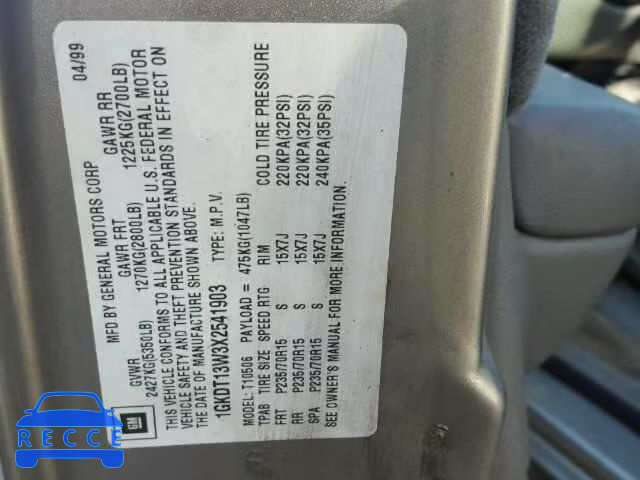 MFD BY GENERAL MOTORS CORP 04/99
GVWR GAWR FRT GAWR RR
2427KG(5350LB) 1270KG(2800LB) 1225KG(2700LB)
THIS VEHICLE CONFORMS TO ALL APPLICABLE U.S. FEDERAL MOTOR
VEHICLE SAFETY AND THEFT PREVENTION STANDARDS IN EFFECT ON
THE DATE OF MANUFACTURE SHOWN ABOVE.
1GKDT13W3X2541903 TYPE: M.P.V.
MODEL: T10506 PAYLOAD = 475KG(1047LB)
TPAB TIRE SIZE SPEED RTG RIM COLD TIRE PRESSURE
FRT P235/70R15 S 15X7J 220KPA(32PSI)
RR P235/70R15 S 15X7J 220KPA(32PSI)
SPA P235/70R15 S 15X7J 240KPA(35PSI)
SEE OWNER'S MANUAL FOR MORE INFORMATION.
GM
RECCE